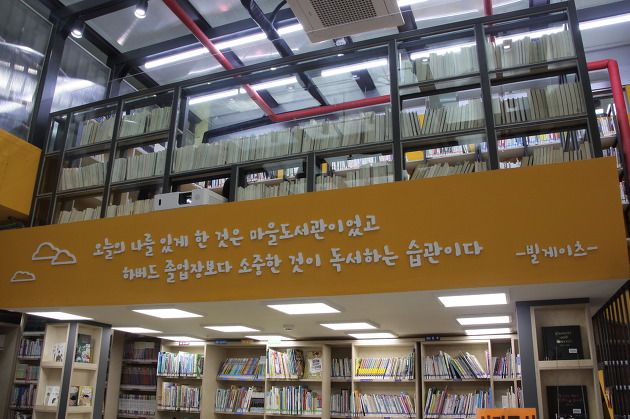 오늘의 나를 있게 한 것은 마을도서관이었고
하버드 졸업장보다 소중한 것이 독서하는 습관이다
-빌게이츠-